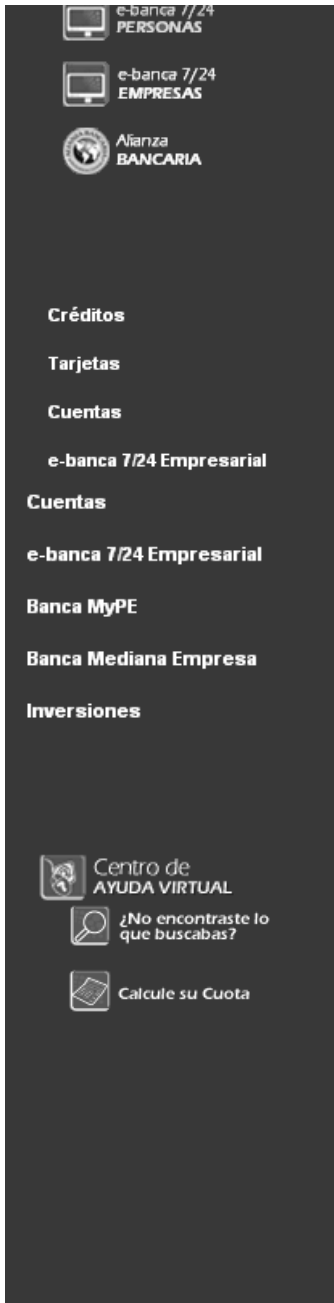 e-banca 7/24
PERSONAS
e-banca 7/24
EMPRESAS
Alianza
BANCARIA
Créditos
Tarjetas
Cuentas
e-banca 7/24 Empresarial
Cuentas
e-banca 7/24 Empresarial
Banca MyPE
Banca Mediana Empresa
Inversiones
Centro de
AYUDA VIRTUAL
¿No encontraste lo
que buscabas?
Calcule su Cuota